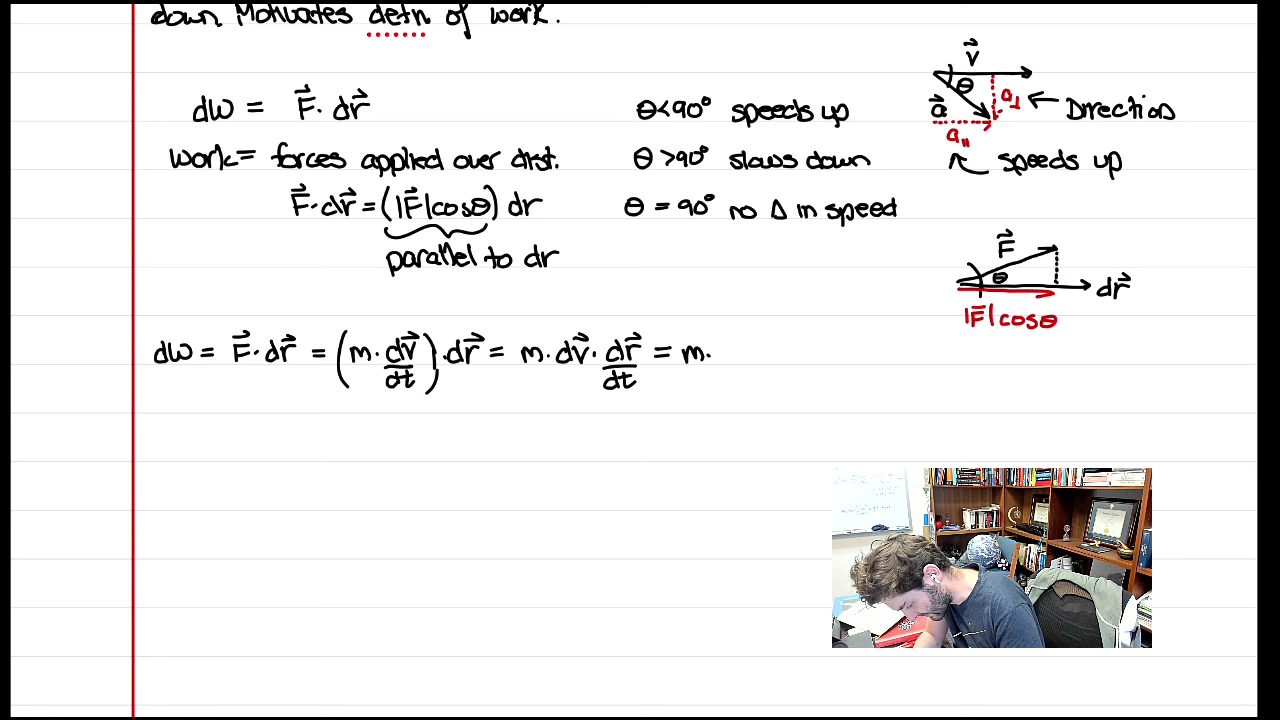 down Motivates defn of work.
dw = F⃗ · dr⃗
work = forces applied over dist.
F⃗ · dr⃗ = (|F⃗|cosθ) dr
parallel to dr
θ<90° speeds up
θ >90° slows down
θ = 90° no Δ in speed
v⃗
θ
a⃗
a⊥ ← Direction
a॥
speeds up
F⃗
θ
dr⃗
|F⃗|cosθ
dw = F⃗ · dr⃗ = (m · dv⃗/dt) · dr⃗ = m · dv⃗ · dr⃗/dt = m ·